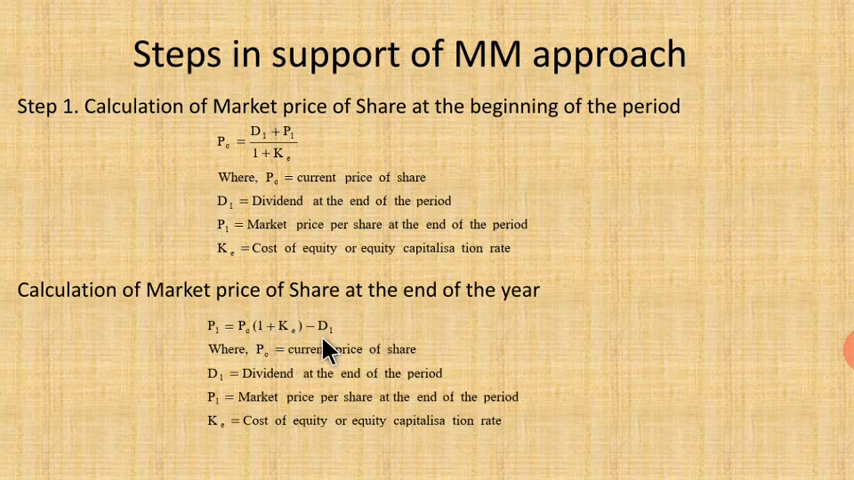 Steps in support of MM approach
Step 1. Calculation of Market price of Share at the beginning of the period
P₀ = (D₁ + P₁) / (1 + Kₑ)
Where, P₀ = current price of share
D₁ = Dividend at the end of the period
P₁ = Market price per share at the end of the period
Kₑ = Cost of equity or equity capitalisa tion rate
Calculation of Market price of Share at the end of the year
P₁ = P₀ (1 + Kₑ) − D₁
Where, P₀ = current price of share
D₁ = Dividend at the end of the period
P₁ = Market price per share at the end of the period
Kₑ = Cost of equity or equity capitalisa tion rate